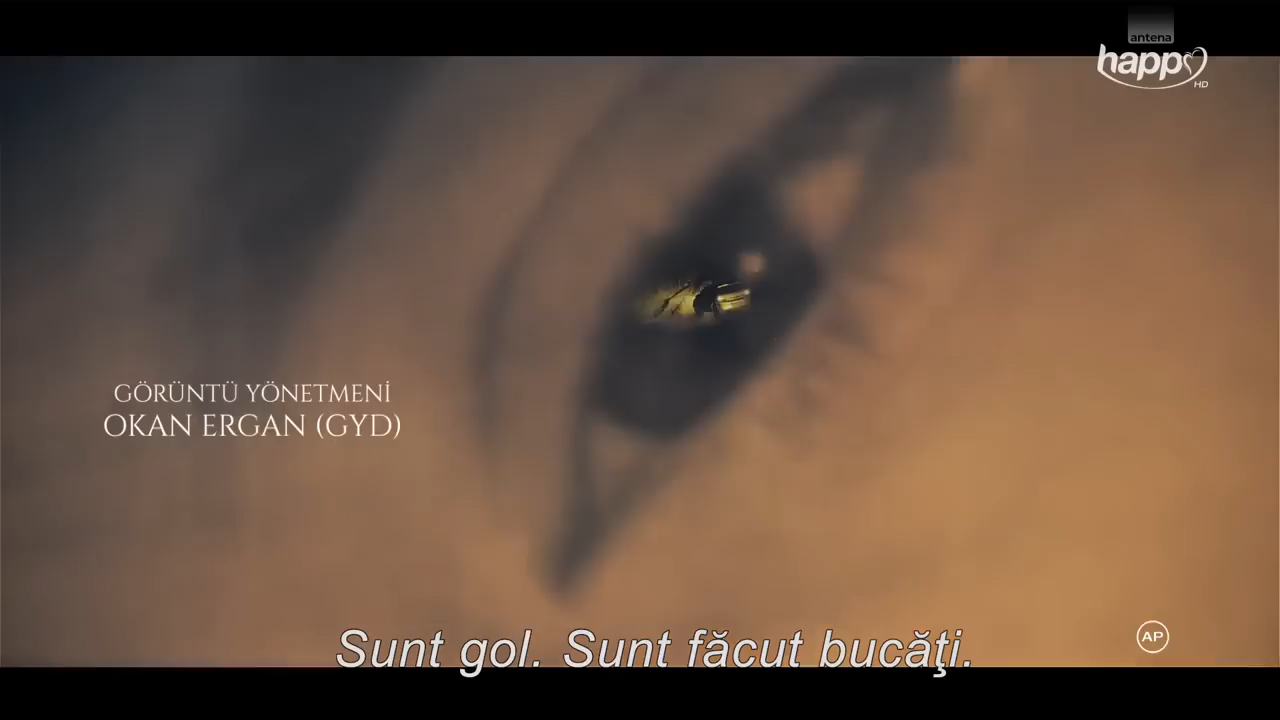 antena
happy
HD
GÖRÜNTÜ YÖNETMENİ
OKAN ERGAN (GYD)
AP
Sunt gol. Sunt făcut bucăţi.